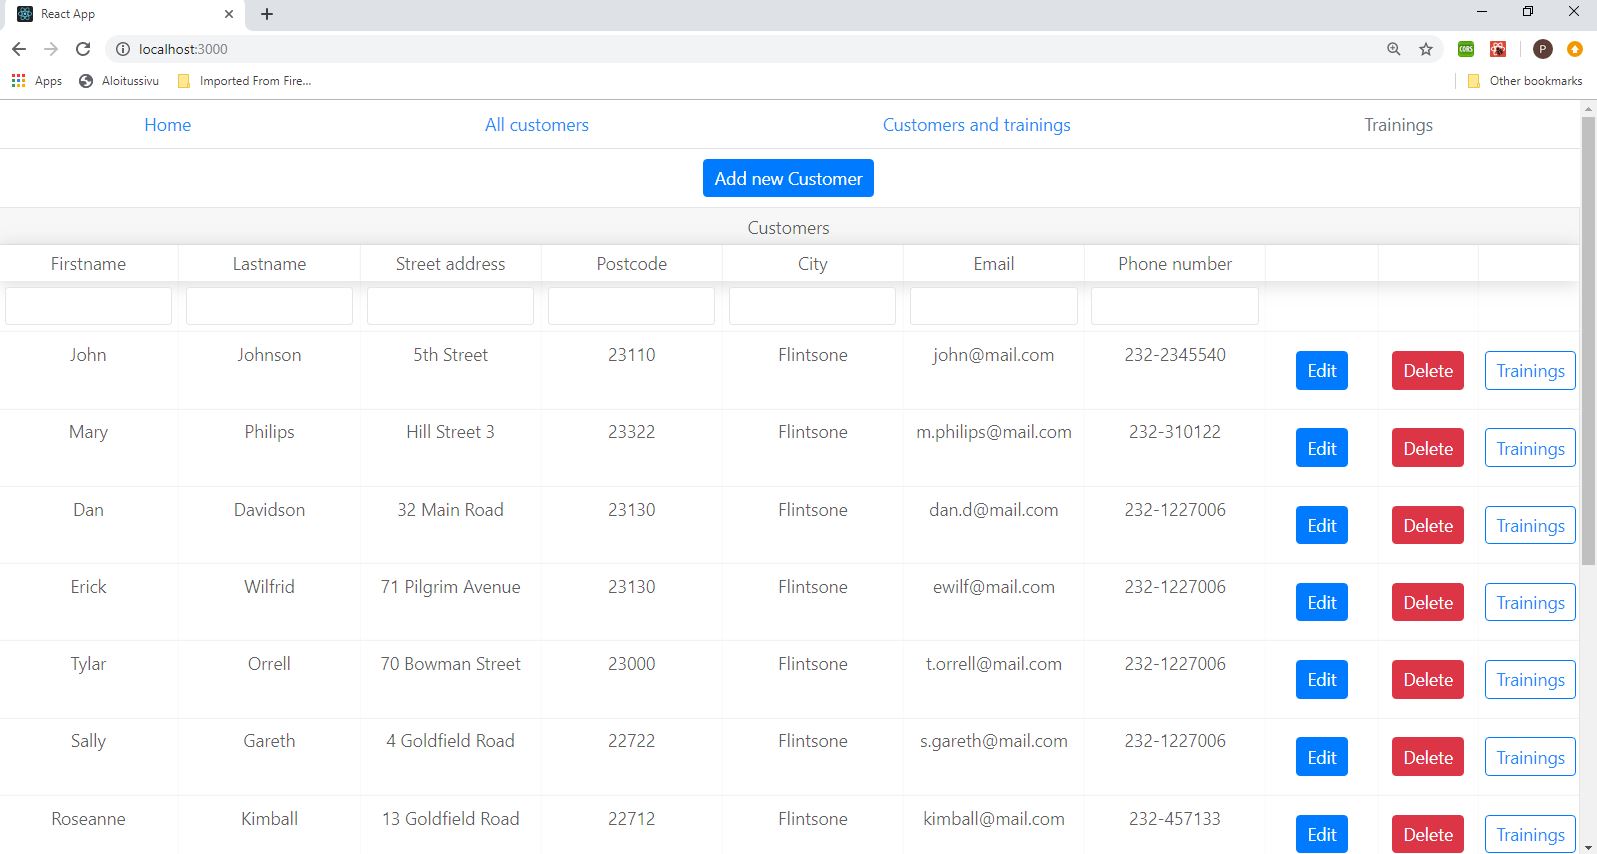 React App
localhost:3000
CORS
P
Apps Aloitussivu Imported From Fire... Other bookmarks
Home All customers Customers and trainings Trainings
Add new Customer
Customers
Firstname Lastname Street address Postcode City Email Phone number
John Johnson 5th Street 23110 Flintsone john@mail.com 232-2345540 Edit Delete Trainings
Mary Philips Hill Street 3 23322 Flintsone m.philips@mail.com 232-310122 Edit Delete Trainings
Dan Davidson 32 Main Road 23130 Flintsone dan.d@mail.com 232-1227006 Edit Delete Trainings
Erick Wilfrid 71 Pilgrim Avenue 23130 Flintsone ewilf@mail.com 232-1227006 Edit Delete Trainings
Tylar Orrell 70 Bowman Street 23000 Flintsone t.orrell@mail.com 232-1227006 Edit Delete Trainings
Sally Gareth 4 Goldfield Road 22722 Flintsone s.gareth@mail.com 232-1227006 Edit Delete Trainings
Roseanne Kimball 13 Goldfield Road 22712 Flintsone kimball@mail.com 232-457133 Edit Delete Trainings